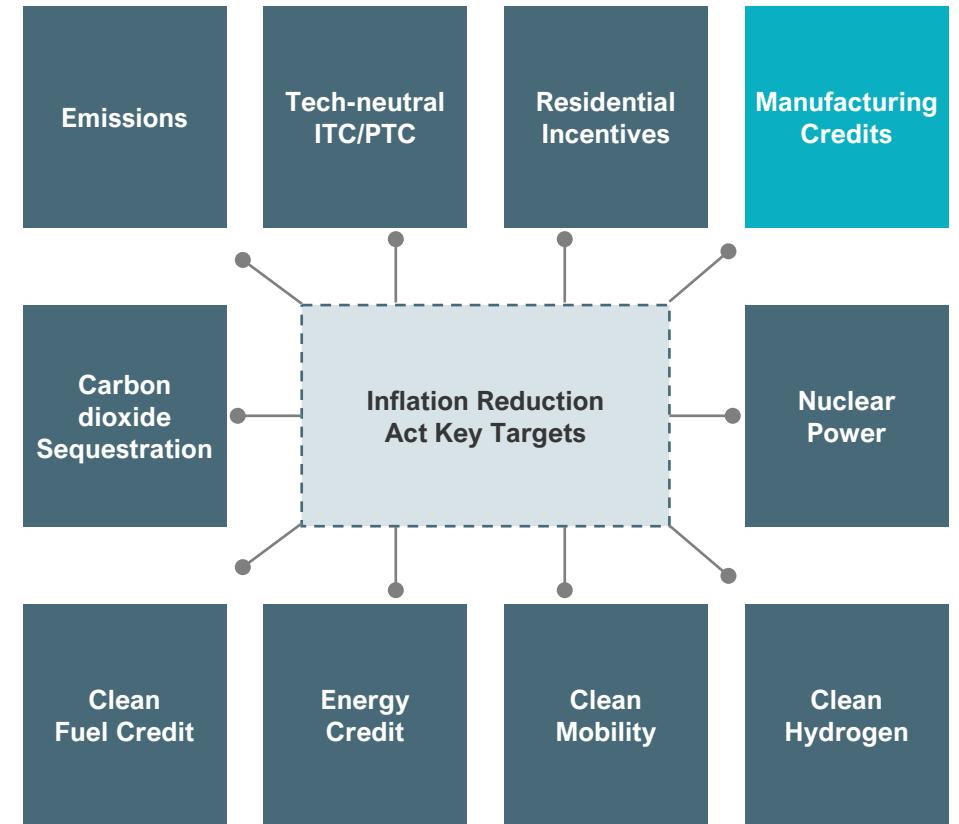 Emissions
Tech-neutral
ITC/PTC
Residential
Incentives
Manufacturing
Credits
Carbon
dioxide
Sequestration
Inflation Reduction
Act Key Targets
Nuclear
Power
Clean
Fuel Credit
Energy
Credit
Clean
Mobility
Clean
Hydrogen